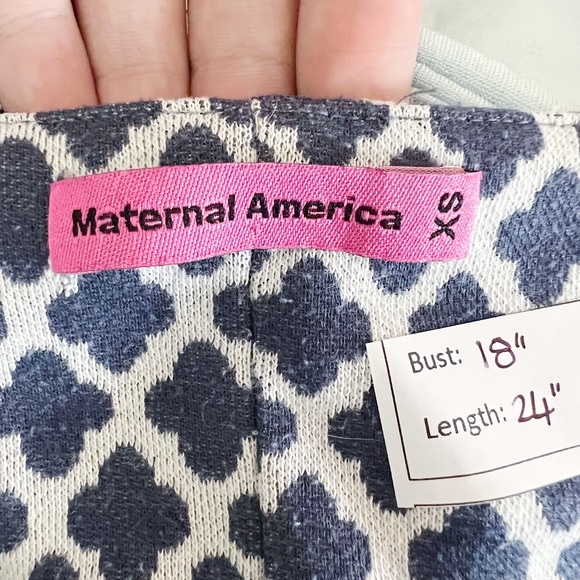 Maternal America
XS
Bust: 18"
Length: 24"